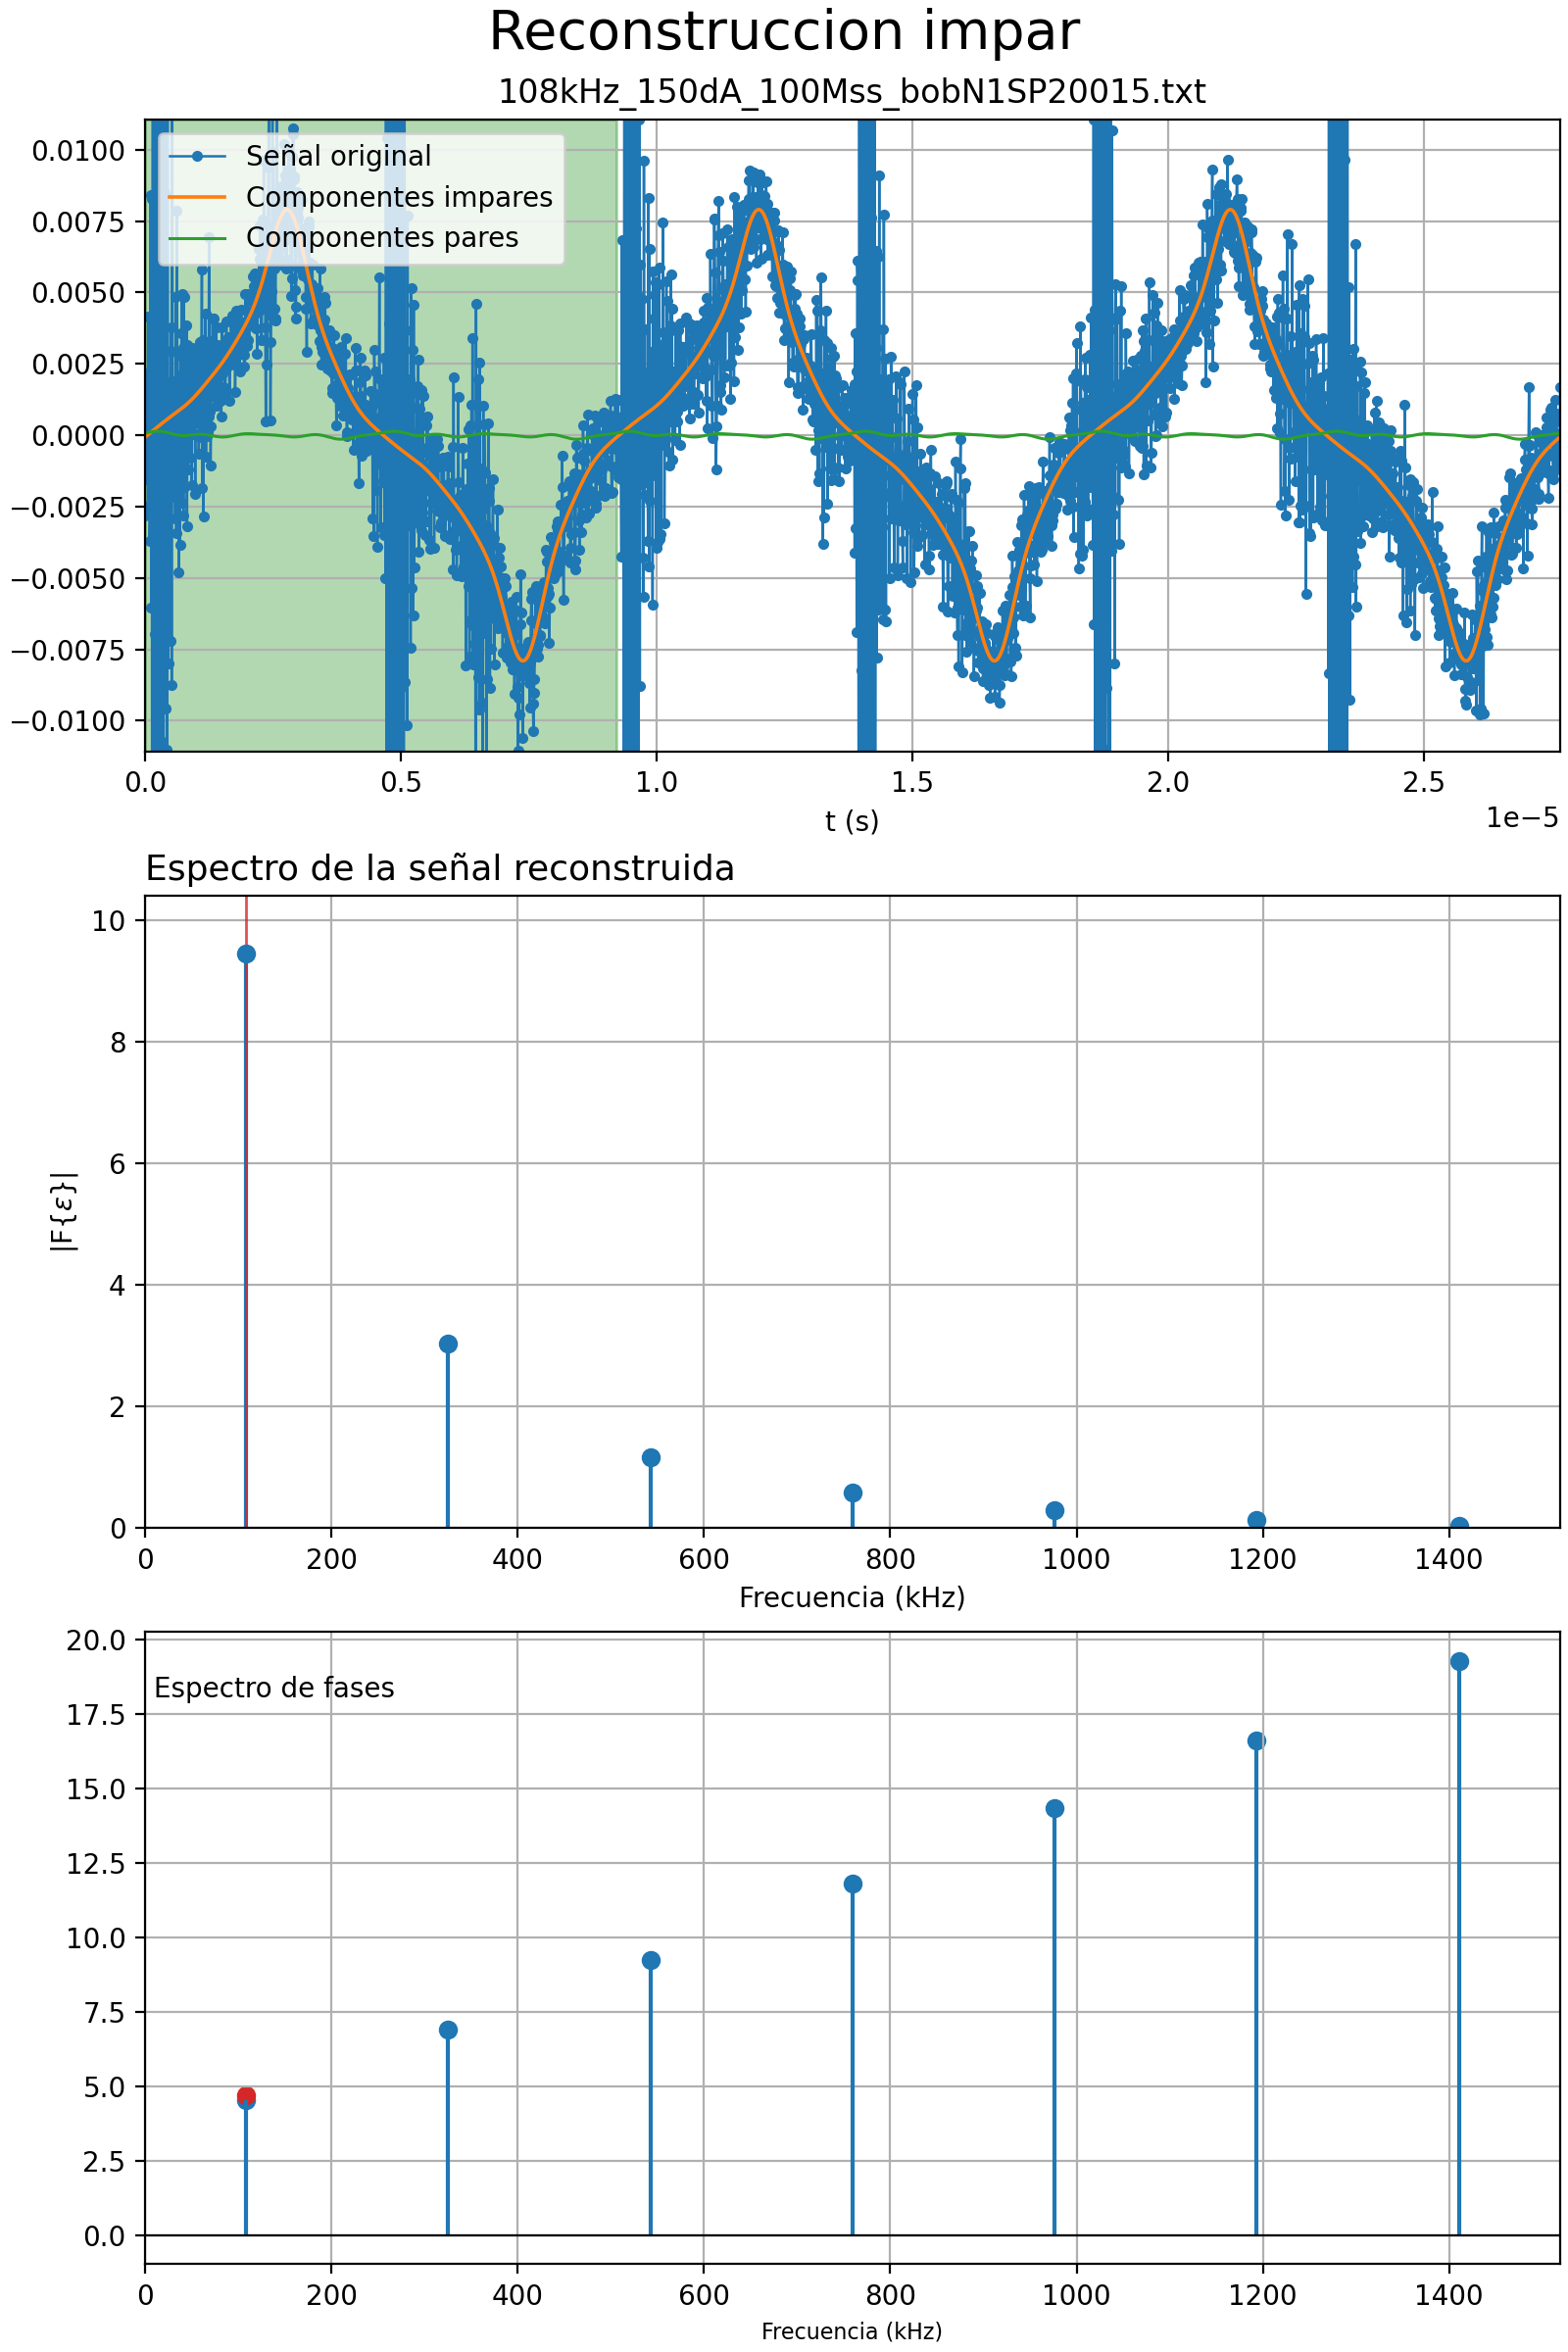 Reconstruccion impar
108kHz_150dA_100Mss_bobN1SP20015.txt
Señal original
Componentes impares
Componentes pares
0.0100
0.0075
0.0050
0.0025
0.0000
−0.0025
−0.0050
−0.0075
−0.0100
0.0 0.5 1.0 1.5 2.0 2.5
1e−5
t (s)
Espectro de la señal reconstruida
10
8
6
4
2
0
|F{ε}|
0 200 400 600 800 1000 1200 1400
Frecuencia (kHz)
Espectro de fases
20.0
17.5
15.0
12.5
10.0
7.5
5.0
2.5
0.0
0 200 400 600 800 1000 1200 1400
Frecuencia (kHz)